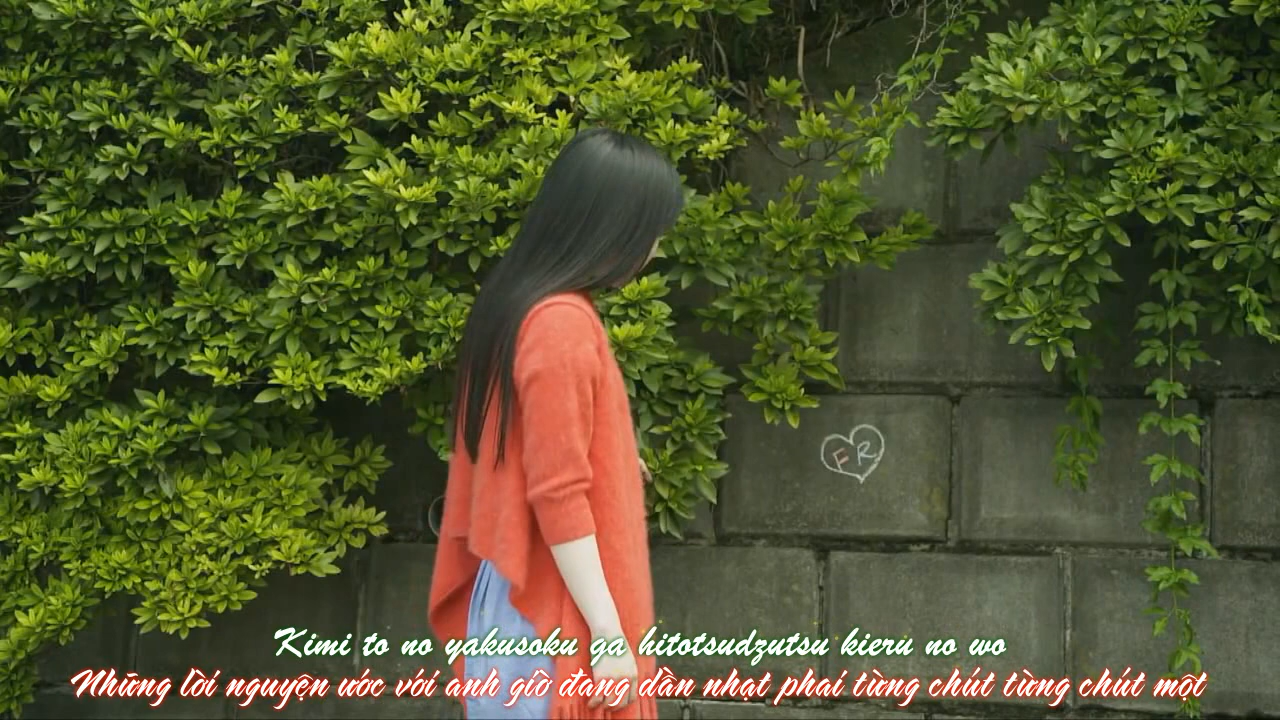 F R
Kimi to no yakusoku ga hitotsudzutsu kieru no wo
Những lời nguyện ước với anh giờ đang dần nhạt phai từng chút từng chút một